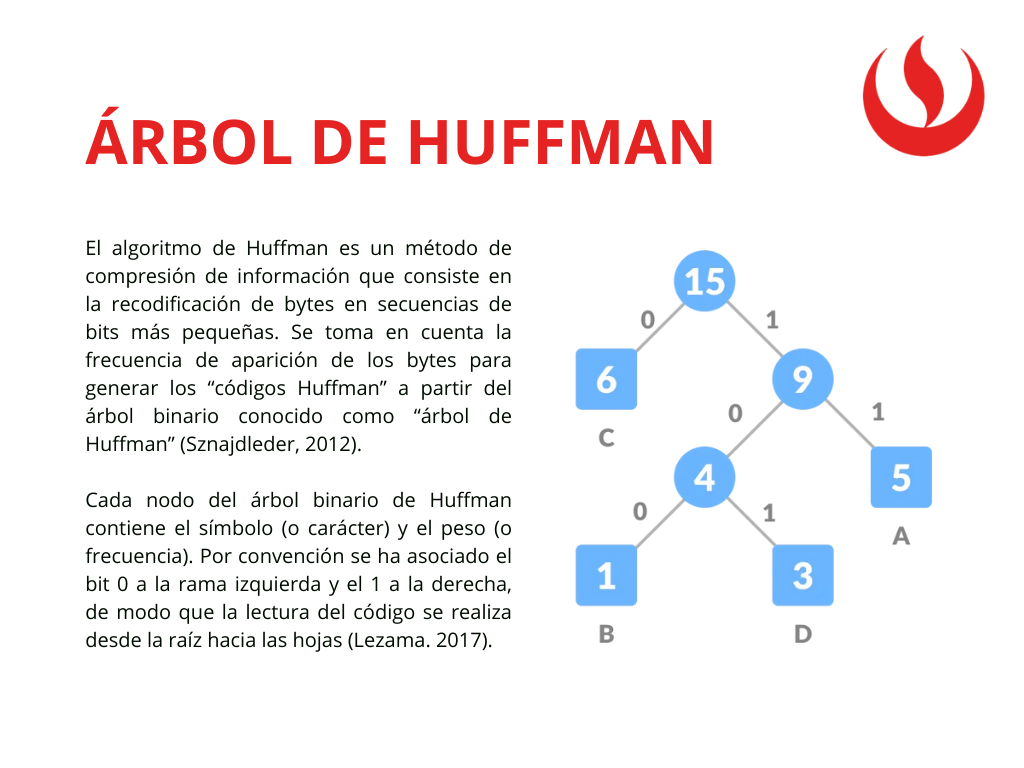 ÁRBOL DE HUFFMAN
El algoritmo de Huffman es un método de
compresión de información que consiste en
la recodificación de bytes en secuencias de
bits más pequeñas. Se toma en cuenta la
frecuencia de aparición de los bytes para
generar los “códigos Huffman” a partir del
árbol binario conocido como “árbol de
Huffman” (Sznajdleder, 2012).
Cada nodo del árbol binario de Huffman
contiene el símbolo (o carácter) y el peso (o
frecuencia). Por convención se ha asociado el
bit 0 a la rama izquierda y el 1 a la derecha,
de modo que la lectura del código se realiza
desde la raíz hacia las hojas (Lezama. 2017).
15
0 1
6 9
C
0 1
4 5
A
0 1
1 3
B D